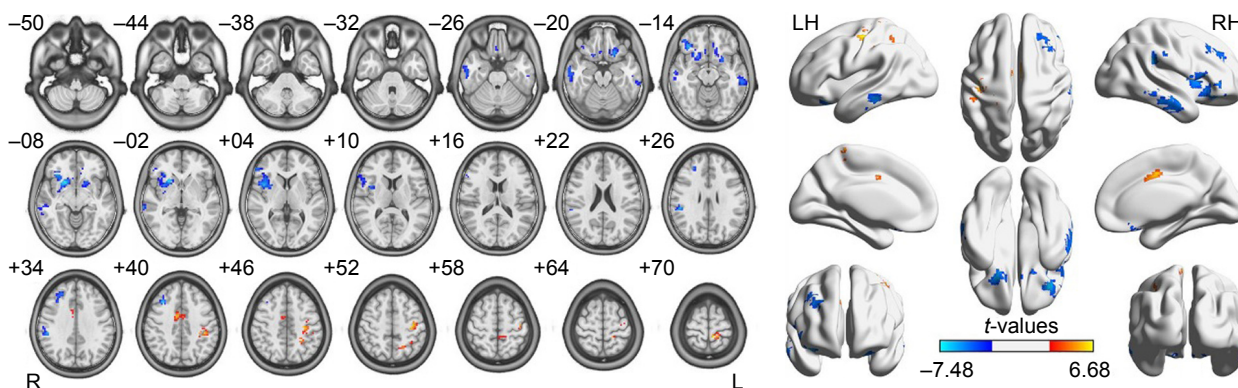 –50 –44 –38 –32 –26 –20 –14
–08 –02 +04 +10 +16 +22 +26
+34 +40 +46 +52 +58 +64 +70
R L
LH RH
t-values
–7.48 6.68